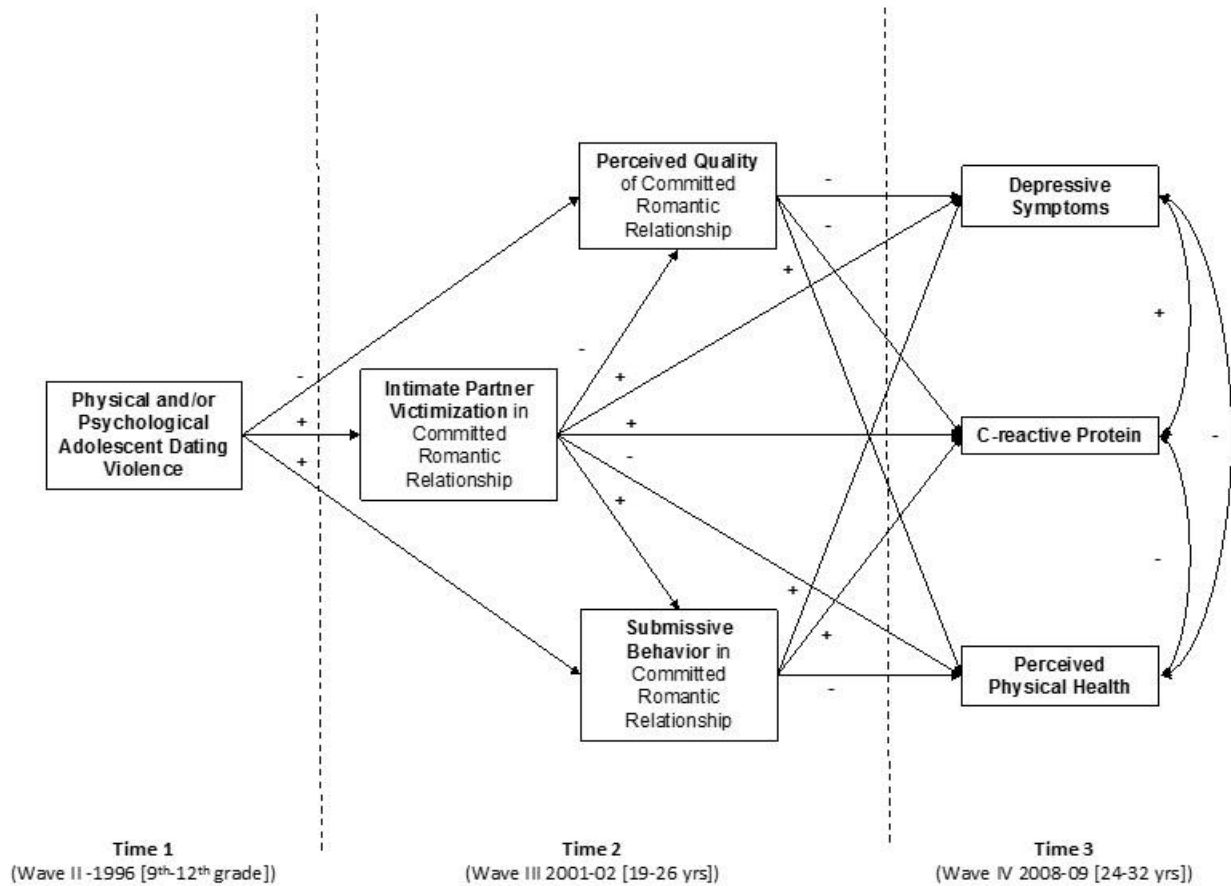 Perceived Quality
of Committed
Romantic
Relationship
-
-
+
Depressive
Symptoms
+
-
Physical and/or
Psychological
Adolescent Dating
Violence
-
+
+
Intimate Partner
Victimization in
Committed
Romantic
Relationship
-
+
+
-
+
C-reactive Protein
-
Submissive
Behavior in
Committed
Romantic
Relationship
+
+
-
Perceived
Physical Health
Time 1
(Wave II -1996 [9th-12th grade])
Time 2
(Wave III 2001-02 [19-26 yrs])
Time 3
(Wave IV 2008-09 [24-32 yrs])